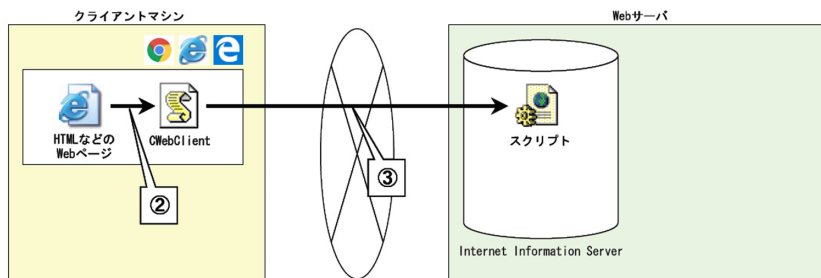 クライアントマシン
Webサーバ
HTMLなどの
Webページ
CWebClient
スクリプト
②
③
Internet Information Server